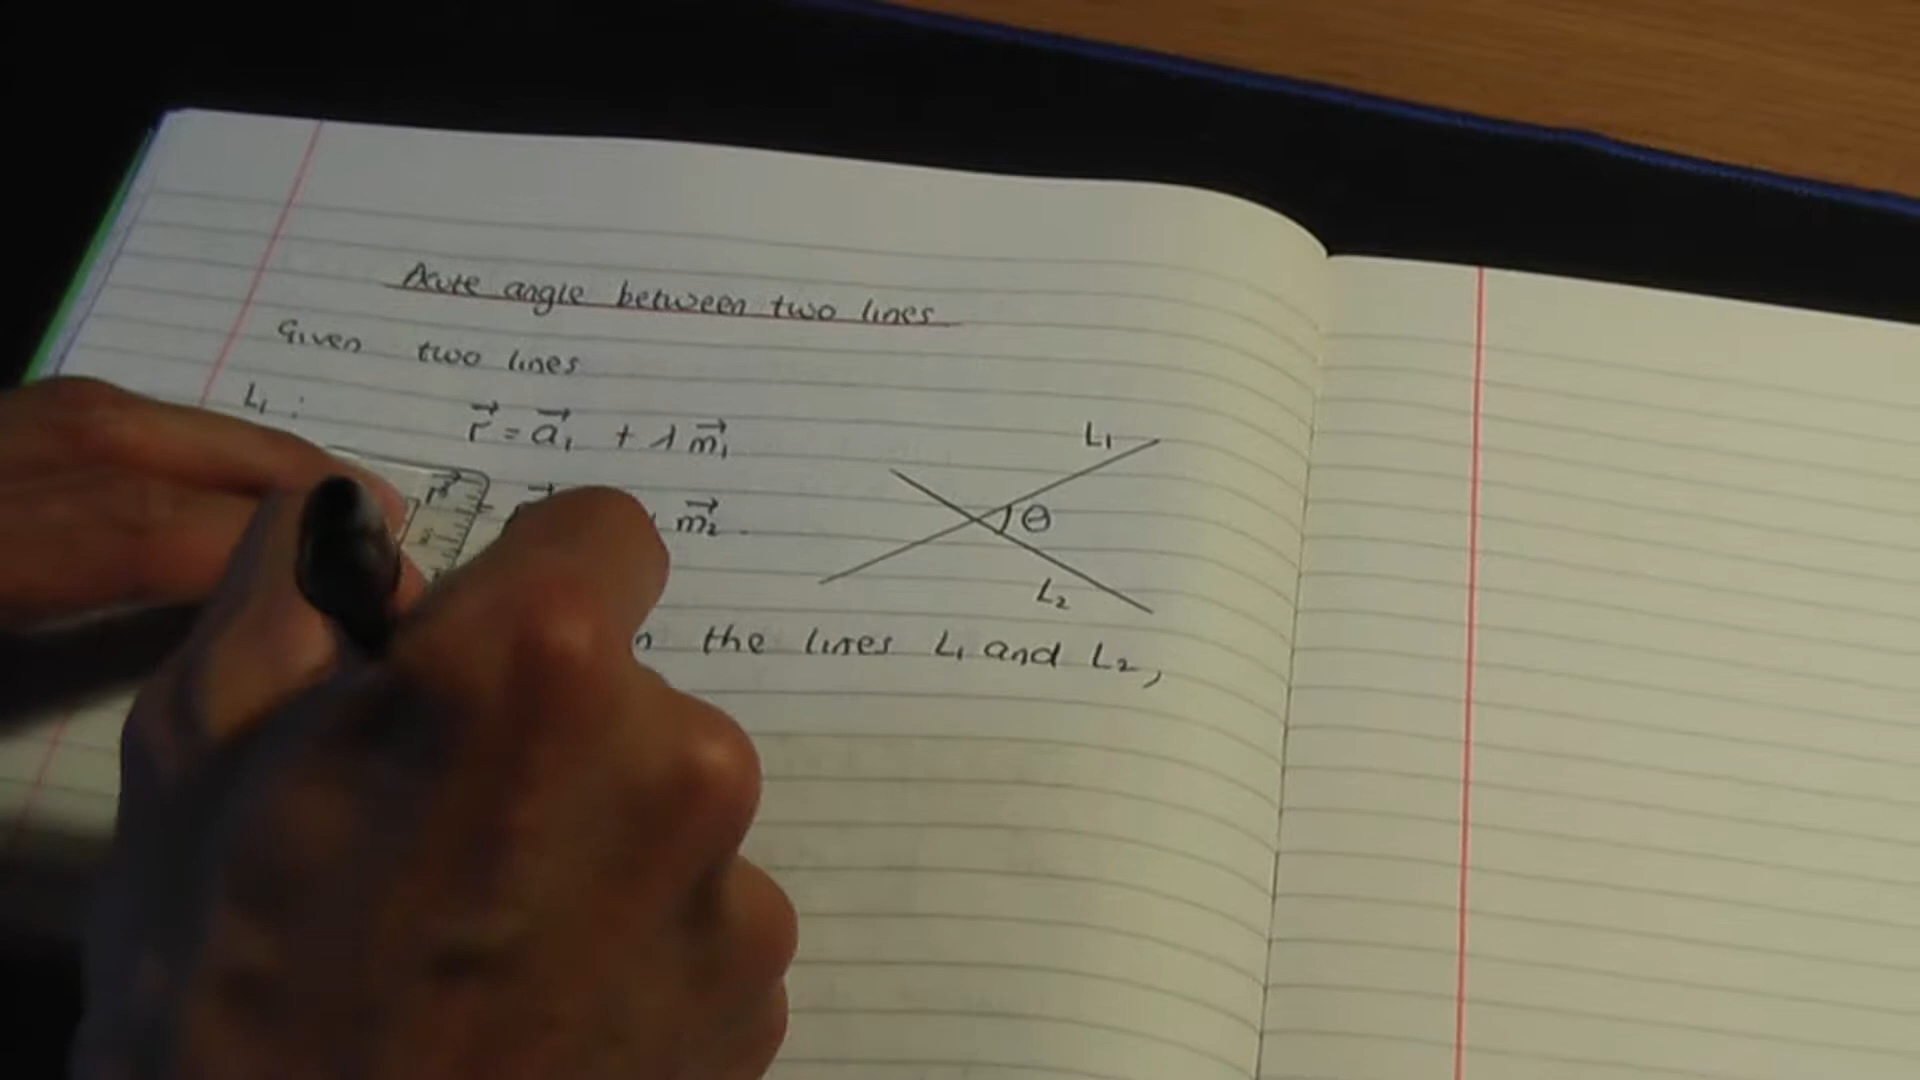 Acute angle between two lines
Given two lines
L₁ :
r⃗ = a⃗₁ + λ m⃗₁
L₁
m⃗₂
θ
L₂
the lines L₁ and L₂,